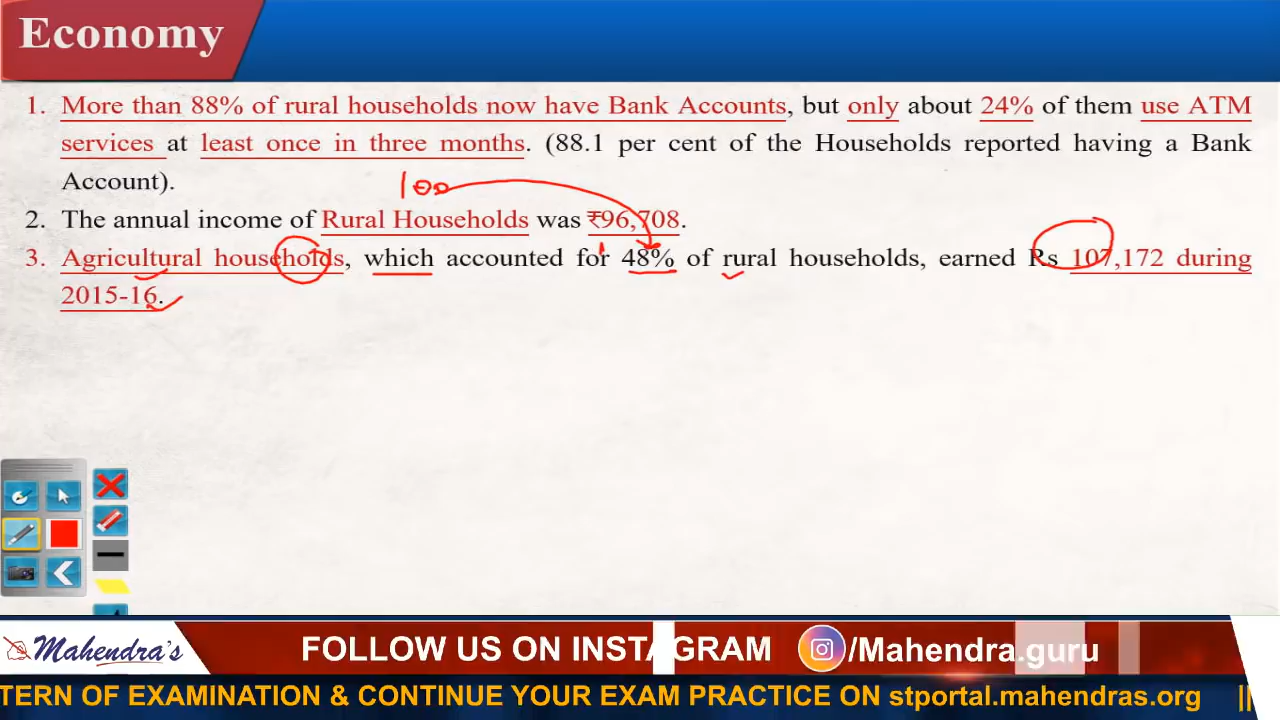 Economy
1. More than 88% of rural households now have Bank Accounts, but only about 24% of them use ATM
services at least once in three months. (88.1 per cent of the Households reported having a Bank
Account).
100
2. The annual income of Rural Households was ₹96,708.
3. Agricultural households, which accounted for 48% of rural households, earned Rs 107,172 during
2015-16.
Mahendra's
FOLLOW US ON INSTAGRAM /Mahendra.guru
TERN OF EXAMINATION & CONTINUE YOUR EXAM PRACTICE ON stportal.mahendras.org ||